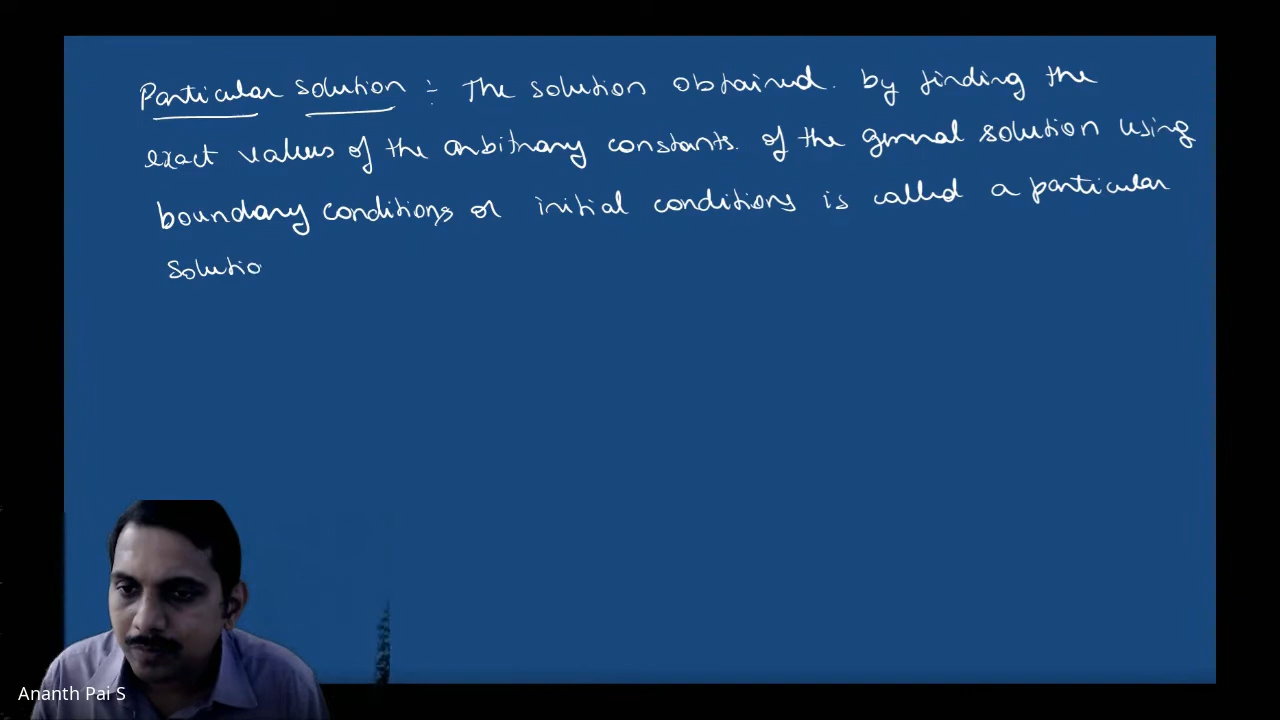 Particular solution :- The solution obtained. by finding the
exact values of the arbitrary constants. of the general solution using
boundary conditions or initial conditions is called a particular
solutio
Ananth Pai S